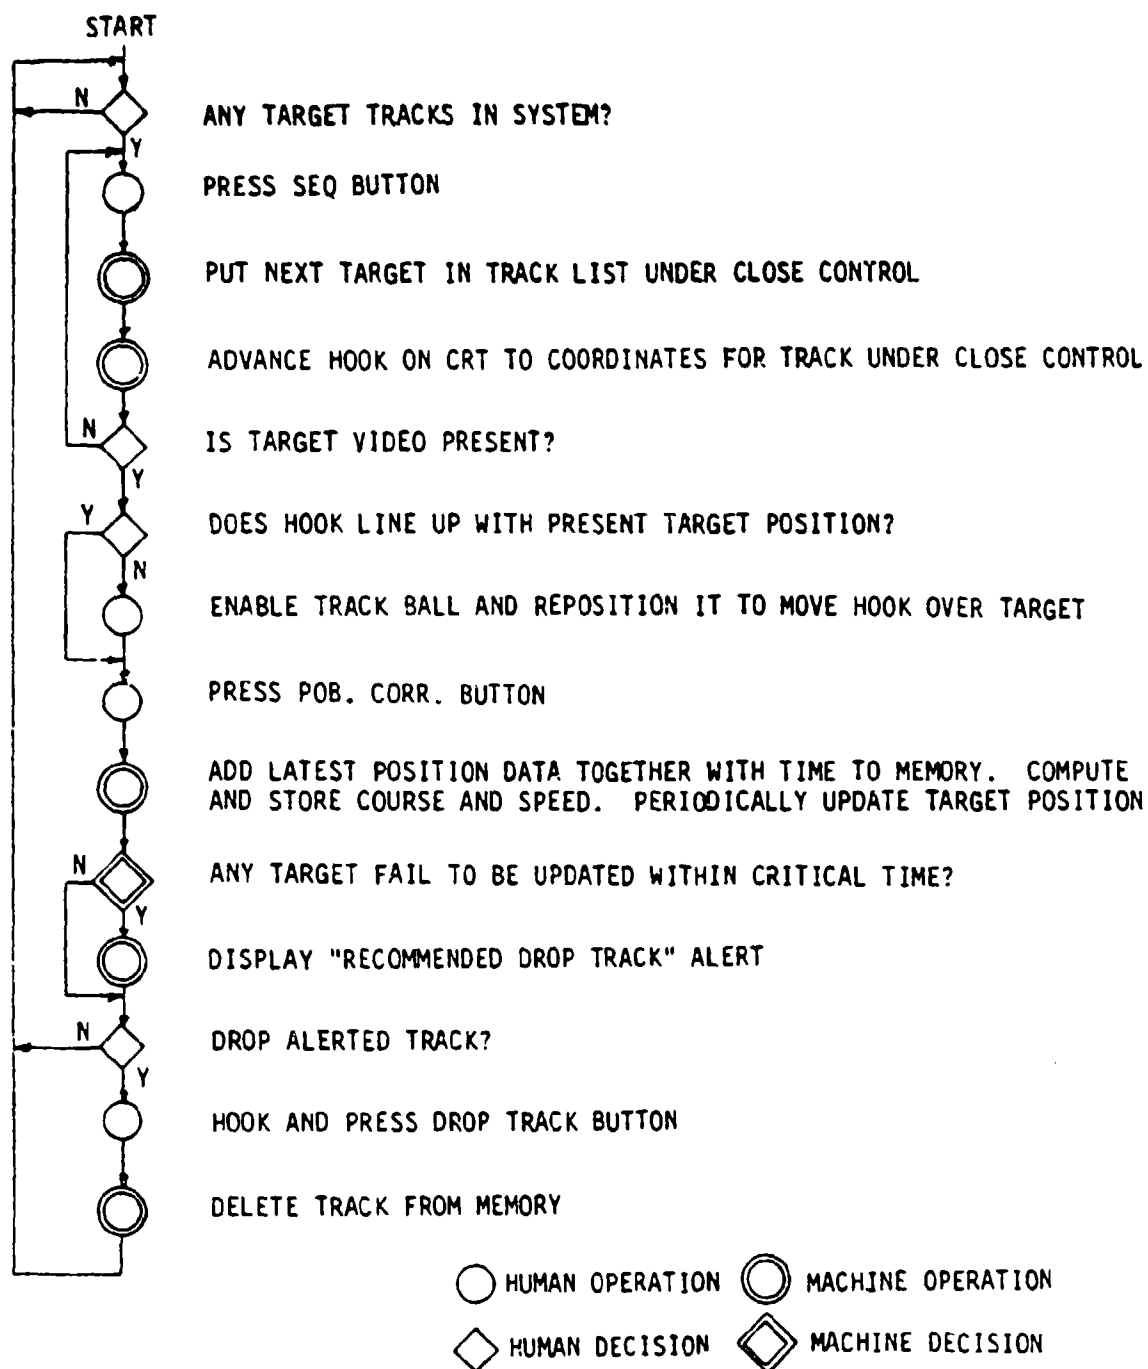 START
N
ANY TARGET TRACKS IN SYSTEM?
Y
PRESS SEQ BUTTON
PUT NEXT TARGET IN TRACK LIST UNDER CLOSE CONTROL
ADVANCE HOOK ON CRT TO COORDINATES FOR TRACK UNDER CLOSE CONTROL
N
IS TARGET VIDEO PRESENT?
Y
Y
DOES HOOK LINE UP WITH PRESENT TARGET POSITION?
N
ENABLE TRACK BALL AND REPOSITION IT TO MOVE HOOK OVER TARGET
PRESS POB. CORR. BUTTON
ADD LATEST POSITION DATA TOGETHER WITH TIME TO MEMORY. COMPUTE
AND STORE COURSE AND SPEED. PERIODICALLY UPDATE TARGET POSITION
N
ANY TARGET FAIL TO BE UPDATED WITHIN CRITICAL TIME?
Y
DISPLAY "RECOMMENDED DROP TRACK" ALERT
N
DROP ALERTED TRACK?
Y
HOOK AND PRESS DROP TRACK BUTTON
DELETE TRACK FROM MEMORY
HUMAN OPERATION
MACHINE OPERATION
HUMAN DECISION
MACHINE DECISION